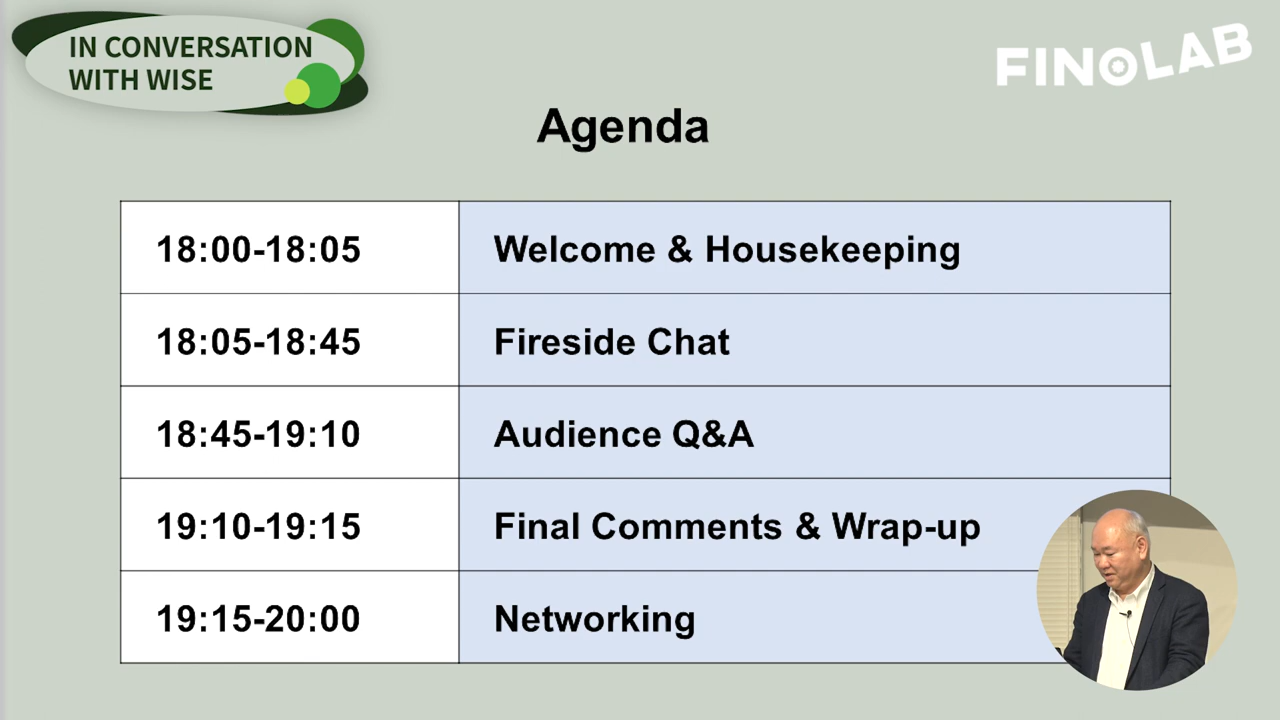 IN CONVERSATION
WITH WISE
FINOLAB
Agenda
18:00-18:05 Welcome & Housekeeping
18:05-18:45 Fireside Chat
18:45-19:10 Audience Q&A
19:10-19:15 Final Comments & Wrap-up
19:15-20:00 Networking